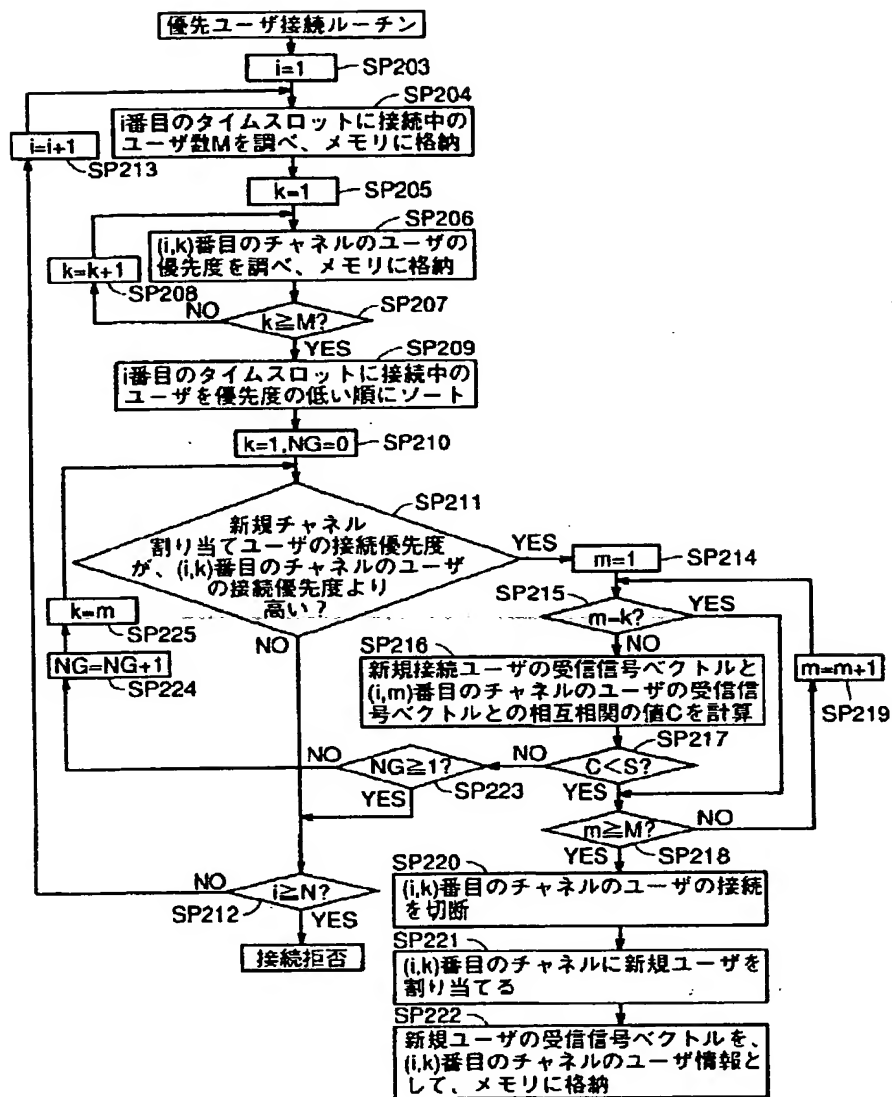 優先ユーザ接続ルーチン
i=1
SP203
SP204
i番目のタイムスロットに接続中の
ユーザ数Mを調べ、メモリに格納
i=i+1
SP213
k=1
SP205
SP206
(i,k)番目のチャネルのユーザの
優先度を調べ、メモリに格納
k=k+1
SP208
NO
k≧M?
SP207
YES
SP209
i番目のタイムスロットに接続中の
ユーザを優先度の低い順にソート
k=1,NG=0
SP210
SP211
新規チャネル
割り当てユーザの接続優先度
が、(i,k)番目のチャネルのユーザ
の接続優先度より
高い?
YES
m=1
SP214
SP215
m=k?
YES
NO
k=m
SP225
NO
NG=NG+1
SP224
SP216
新規接続ユーザの受信信号ベクトルと
(i,m)番目のチャネルのユーザの受信信
号ベクトルとの相互相関の値Cを計算
m=m+1
SP219
SP217
NO
NG≧1?
NO
C<S?
YES
SP223
YES
m≧M?
NO
YES
SP218
NO
i≧N?
SP212
YES
接続拒否
SP220
(i,k)番目のチャネルのユーザの接続
を切断
SP221
(i,k)番目のチャネルに新規ユーザを
割り当てる
SP222
新規ユーザの受信信号ベクトルを、
(i,k)番目のチャネルのユーザ情報と
して、メモリに格納